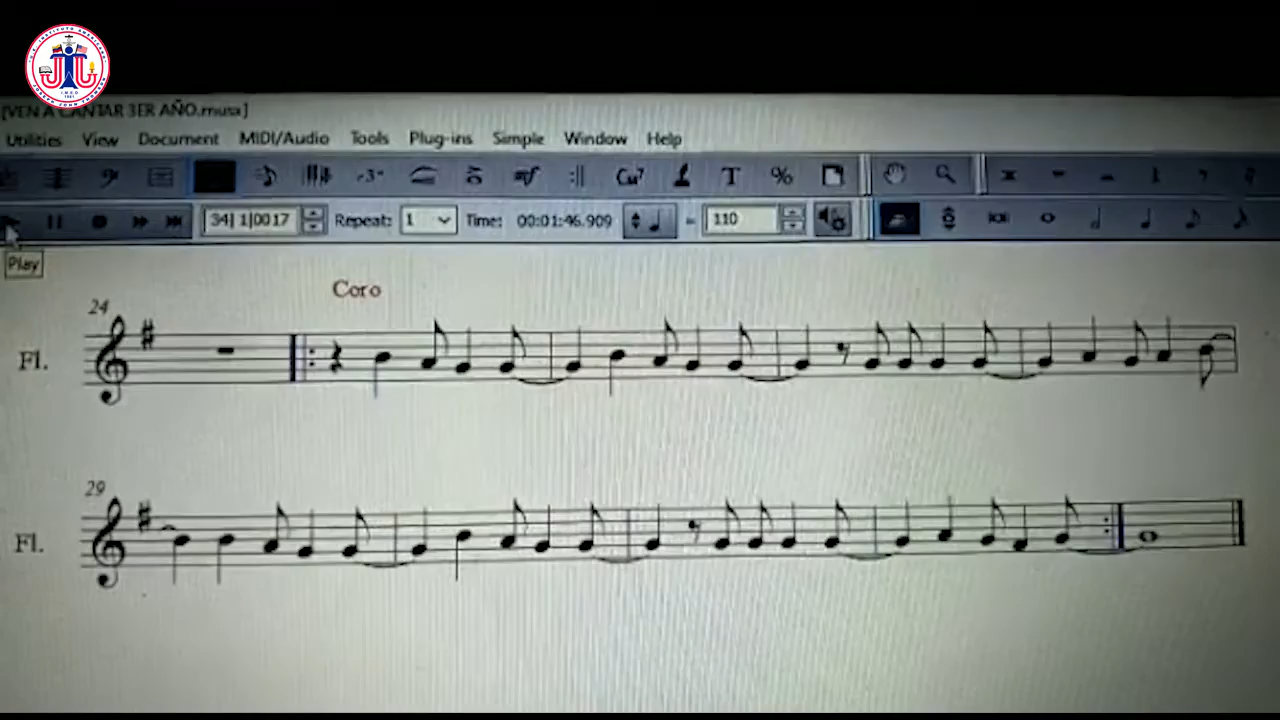 [VEN A CANTAR 3ER AÑO.musx]
Utilities View Document MIDI/Audio Tools Plug-ins Simple Window Help
34| 1|0017 Repeat: 1 Time: 00:01:46.909 = 110
Play
Coro
24
Fl.
29
Fl.